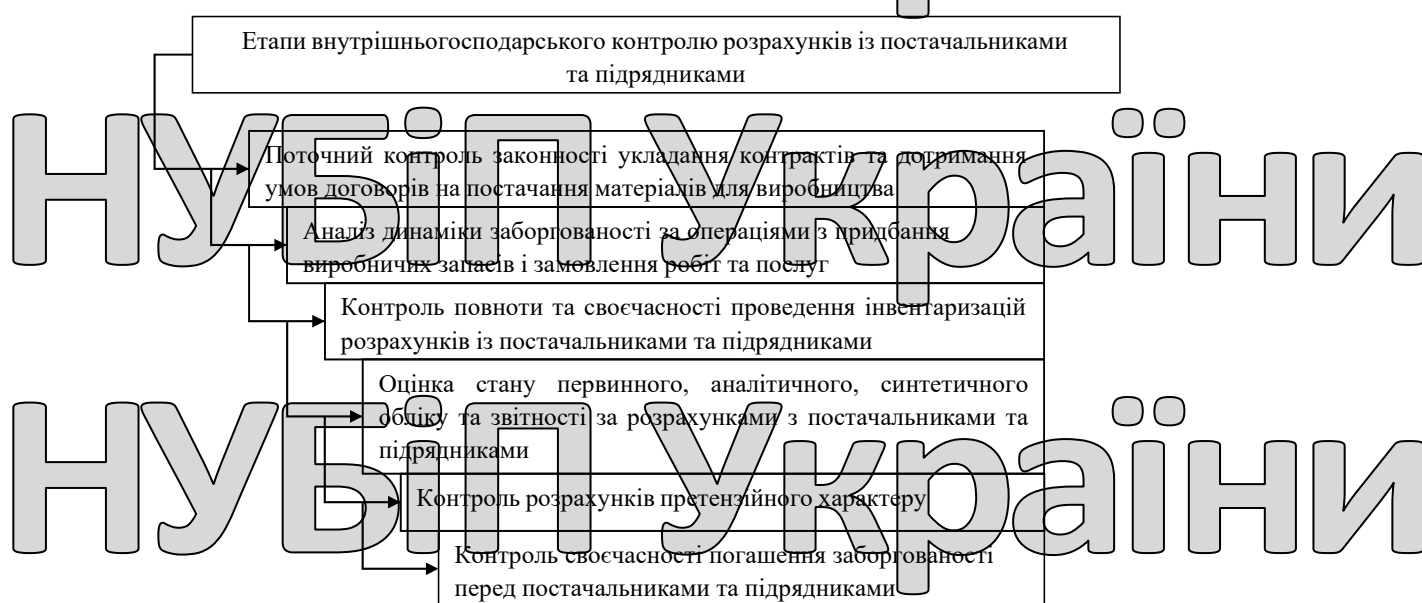 Етапи внутрішньогосподарського контролю розрахунків із постачальниками
та підрядниками
НУБіП України
Поточний контроль законності укладання контрактів та дотримання
умов договорів на постачання матеріалів для виробництва
Аналіз динаміки заборгованості за операціями з придбання
виробничих запасів і замовлення робіт та послуг
Контроль повноти та своєчасності проведення інвентаризацій
розрахунків із постачальниками та підрядниками
Оцінка стану первинного, аналітичного, синтетичного
обліку та звітності за розрахунками з постачальниками та
підрядниками
НУБіП України
Контроль розрахунків претензійного характеру
Контроль своєчасності погашення заборгованості
перед постачальниками та підрядниками